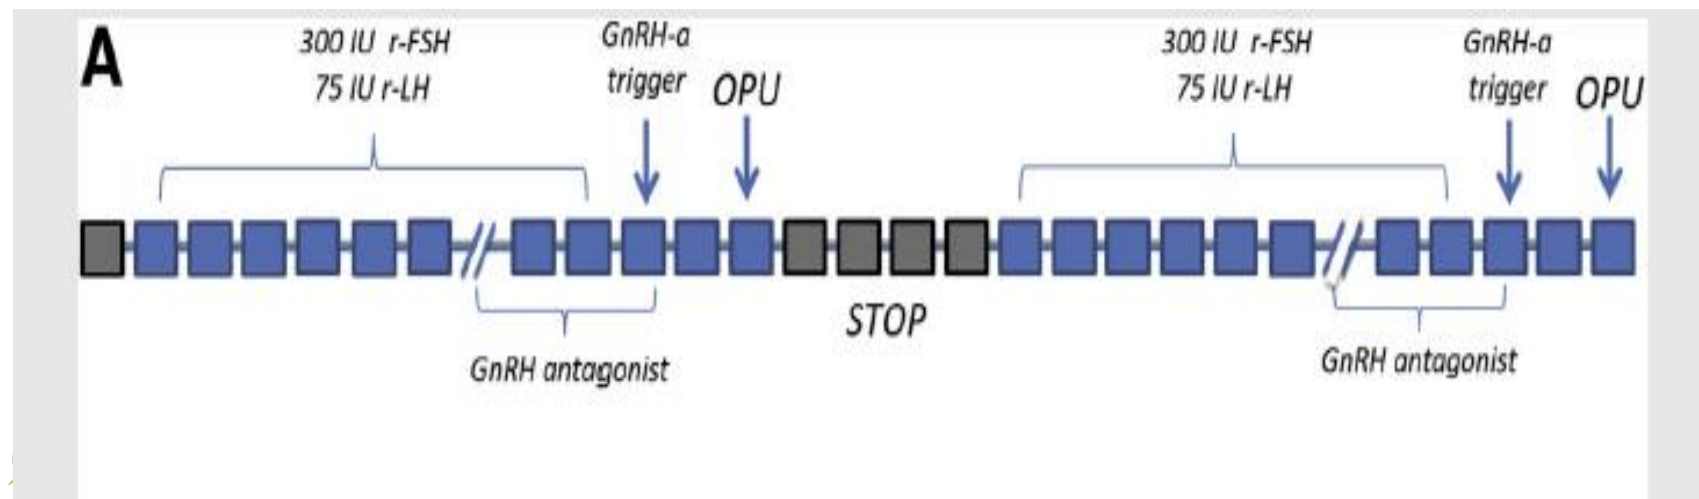 A
300 IU r-FSH
75 IU r-LH
GnRH-a
trigger
OPU
300 IU r-FSH
75 IU r-LH
GnRH-a
trigger
OPU
STOP
GnRH antagonist
GnRH antagonist